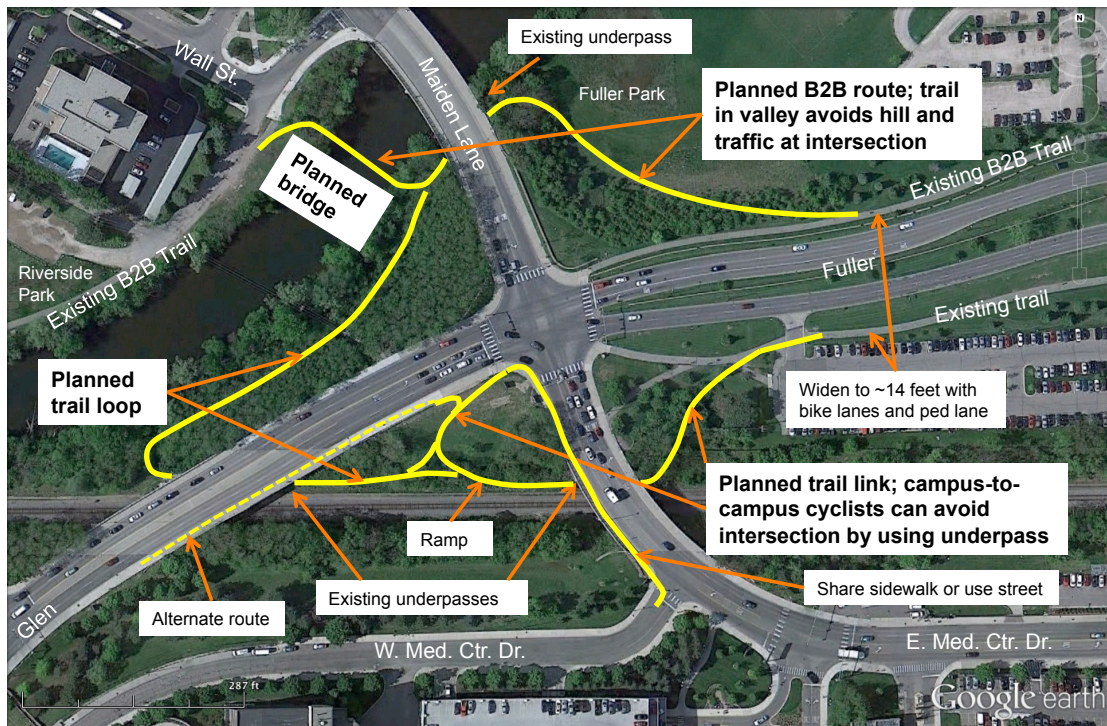 Existing underpass
N
Wall St.
Maiden Lane
Fuller Park
Planned B2B route; trail
in valley avoids hill and
traffic at intersection
Planned
bridge
Existing B2B Trail
Riverside
Park
Existing B2B Trail
Fuller
Existing trail
Planned
trail loop
Widen to ~14 feet with
bike lanes and ped lane
Planned trail link; campus-to-
campus cyclists can avoid
intersection by using underpass
Ramp
Share sidewalk or use street
Existing underpasses
Alternate route
Glen
W. Med. Ctr. Dr.
E. Med. Ctr. Dr.
287 ft
Google earth